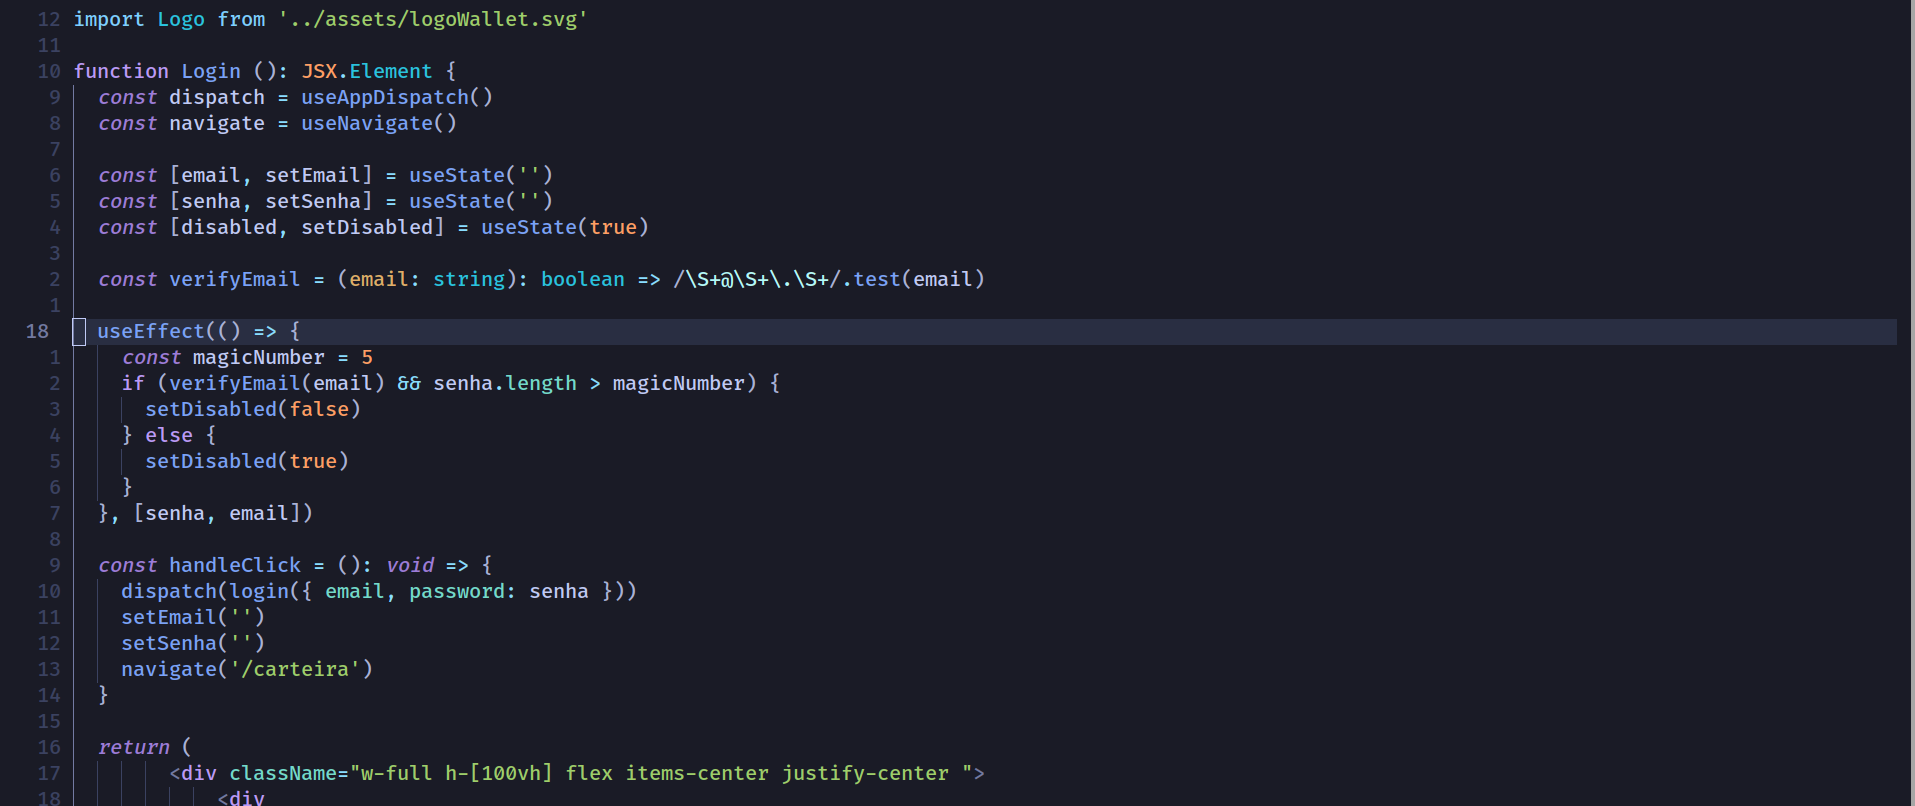 12 import Logo from '../assets/logoWallet.svg'
11
10 function Login (): JSX.Element {
9   const dispatch = useAppDispatch()
8   const navigate = useNavigate()
7
6   const [email, setEmail] = useState('')
5   const [senha, setSenha] = useState('')
4   const [disabled, setDisabled] = useState(true)
3
2   const verifyEmail = (email: string): boolean => /\S+@\S+\.\S+/.test(email)
1
18   useEffect(() => {
1     const magicNumber = 5
2     if (verifyEmail(email) && senha.length > magicNumber) {
3       setDisabled(false)
4     } else {
5       setDisabled(true)
6     }
7   }, [senha, email])
8
9   const handleClick = (): void => {
10     dispatch(login({ email, password: senha }))
11     setEmail('')
12     setSenha('')
13     navigate('/carteira')
14   }
15
16   return (
17         <div className="w-full h-[100vh] flex items-center justify-center ">
18             <div